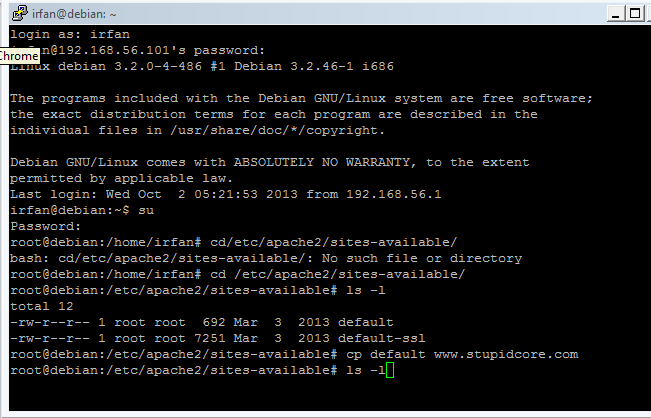 irfan@debian: ~
login as: irfan
irfan@192.168.56.101's password:
Chrome
Linux debian 3.2.0-4-486 #1 Debian 3.2.46-1 i686
The programs included with the Debian GNU/Linux system are free software;
the exact distribution terms for each program are described in the
individual files in /usr/share/doc/*/copyright.
Debian GNU/Linux comes with ABSOLUTELY NO WARRANTY, to the extent
permitted by applicable law.
Last login: Wed Oct  2 05:21:53 2013 from 192.168.56.1
irfan@debian:~$ su
Password:
root@debian:/home/irfan# cd/etc/apache2/sites-available/
bash: cd/etc/apache2/sites-available/: No such file or directory
root@debian:/home/irfan# cd /etc/apache2/sites-available/
root@debian:/etc/apache2/sites-available# ls -l
total 12
-rw-r--r-- 1 root root  692 Mar  3  2013 default
-rw-r--r-- 1 root root 7251 Mar  3  2013 default-ssl
root@debian:/etc/apache2/sites-available# cp default www.stupidcore.com
root@debian:/etc/apache2/sites-available# ls -l